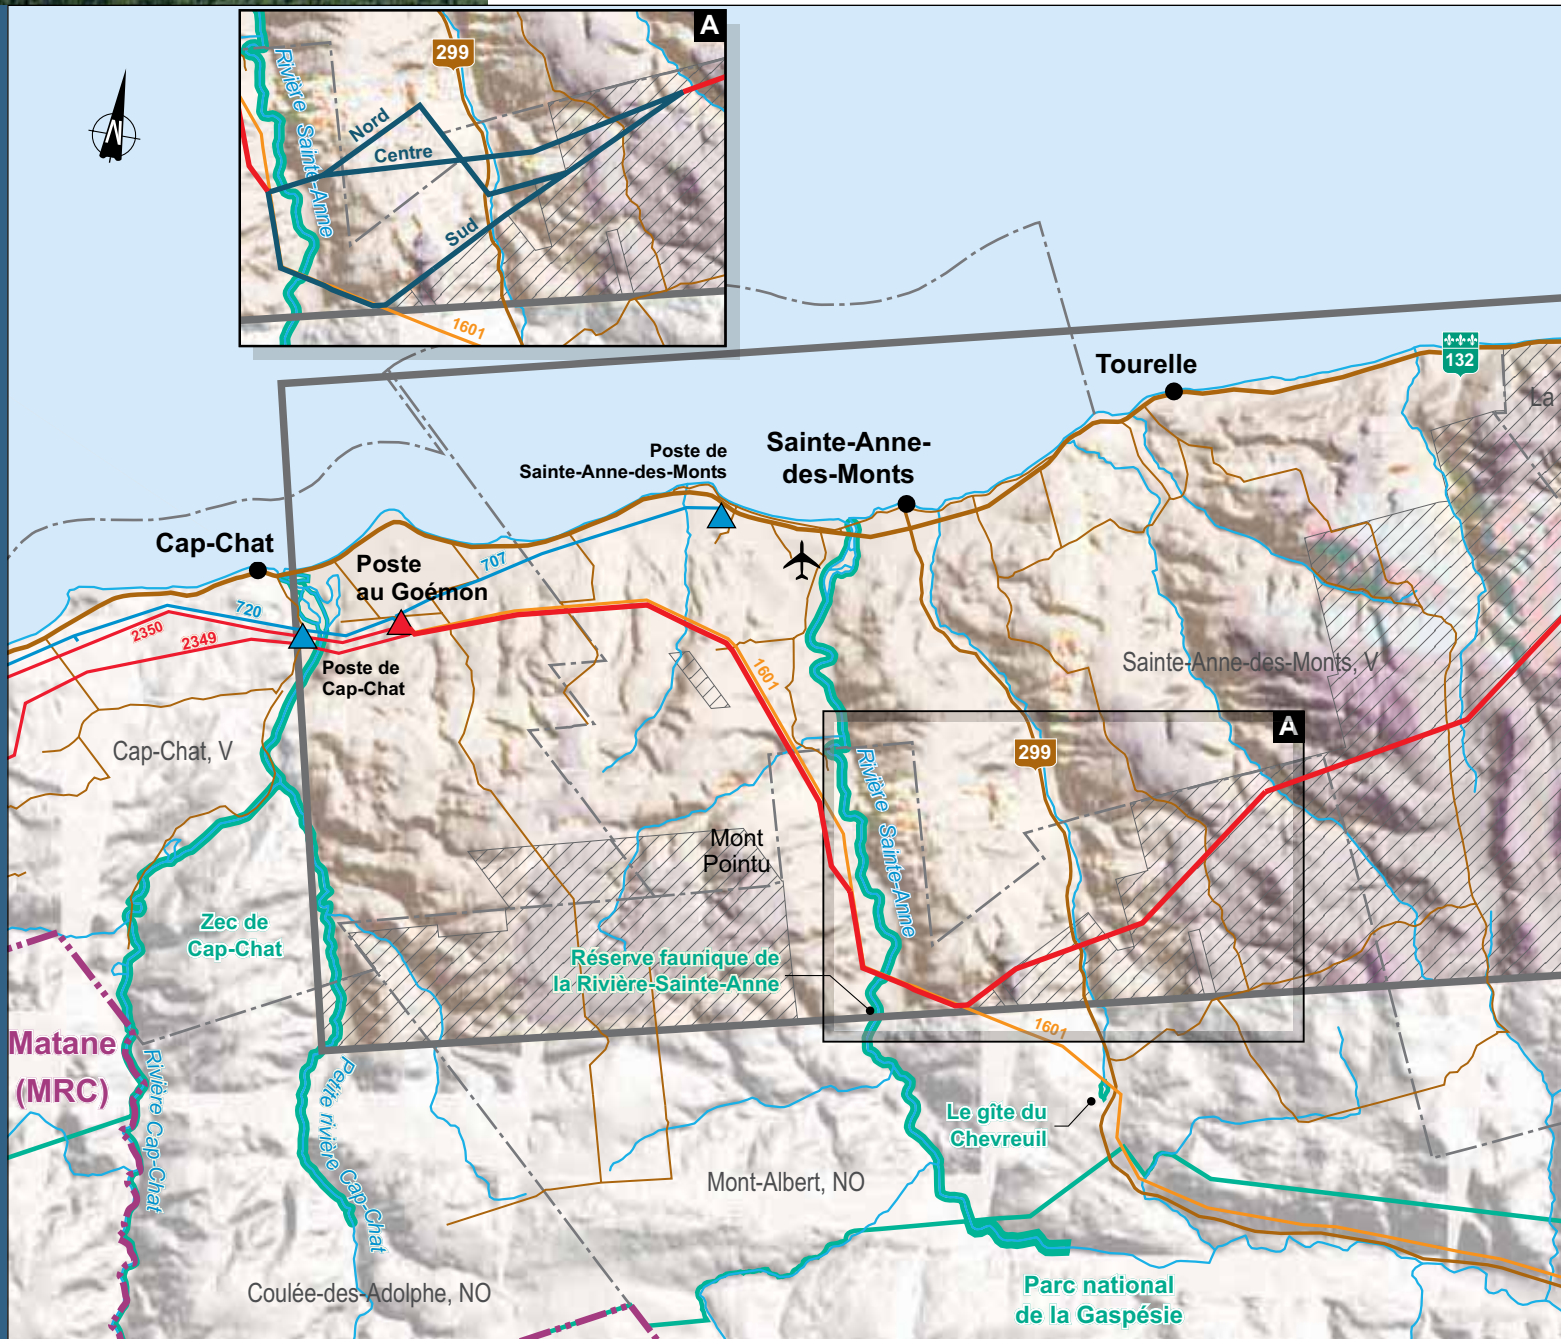 A
299
Rivière Sainte-Anne
Nord
Centre
Sud
1601
N
Tourelle
132
La
Poste de
Sainte-Anne-des-Monts
Sainte-Anne-
des-Monts
Cap-Chat
Poste
au Goémon
707
720
2350
2349
Poste de
Cap-Chat
1601
Sainte-Anne-des-Monts, V
Cap-Chat, V
A
299
Rivière Sainte-Anne
Mont
Pointu
Zec de
Cap-Chat
Réserve faunique de
la Rivière-Sainte-Anne
1601
Matane
(MRC)
Rivière Cap-Chat
Petite rivière Cap-Chat
Le gîte du
Chevreuil
Mont-Albert, NO
Coulée-des-Adolphe, NO
Parc national
de la Gaspésie